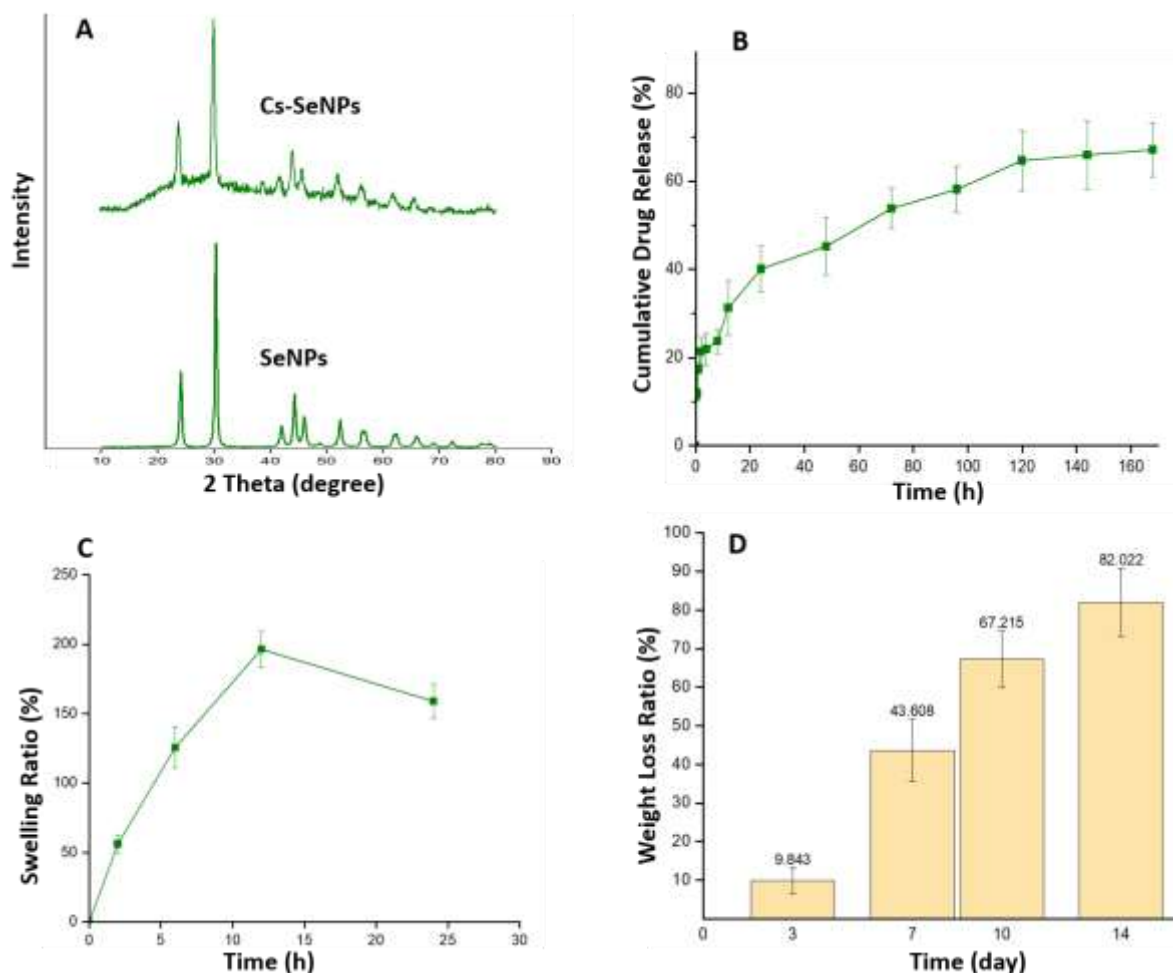 A
Cs-SeNPs
SeNPs
Intensity
10 20 30 40 50 60 70 80 90
2 Theta (degree)
B
Cumulative Drug Release (%)
80
60
40
20
0
0 20 40 60 80 100 120 140 160
Time (h)
C
Swelling Ratio (%)
250
200
150
100
50
0
0 5 10 15 20 25 30
Time (h)
D
Weight Loss Ratio (%)
100
90
80
70
60
50
40
30
20
10
9.843
43.608
67.215
82.022
0 3 7 10 14
Time (day)